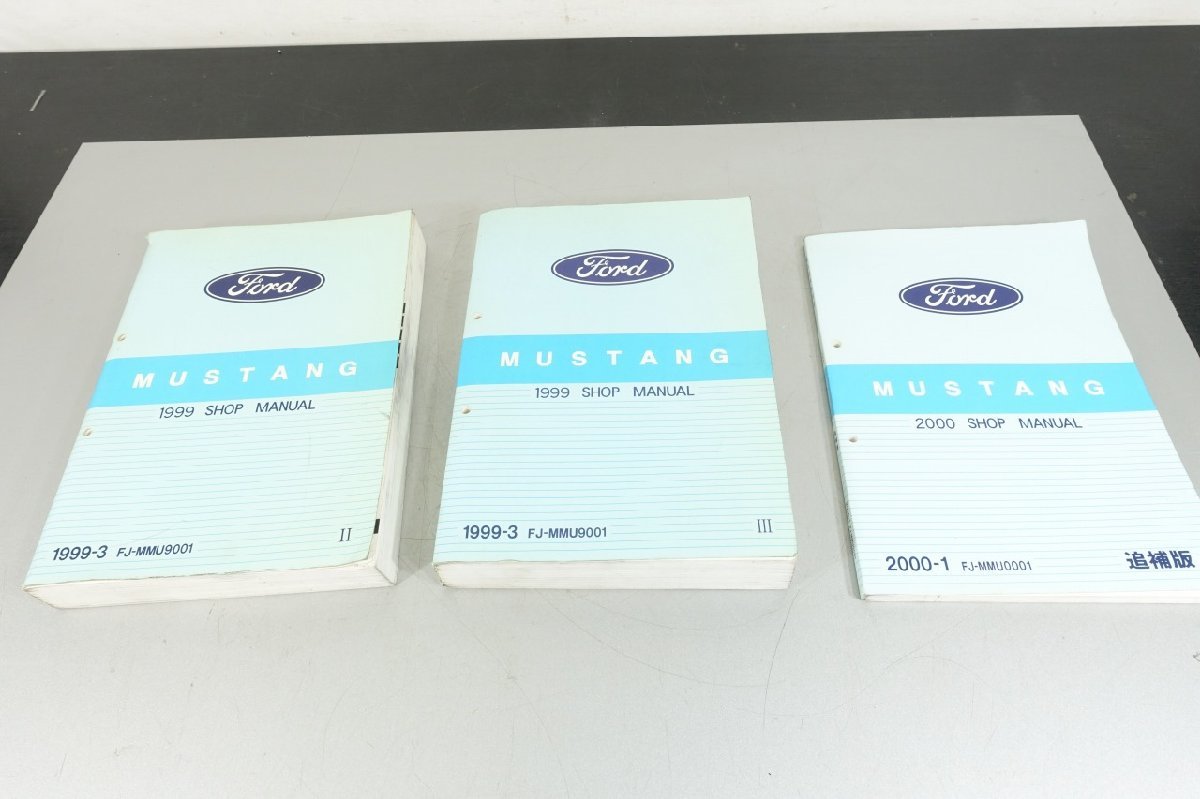 Ford
MUSTANG
1999 SHOP MANUAL
II
1999-3 FJ-MMU9001
Ford
MUSTANG
1999 SHOP MANUAL
III
1999-3 FJ-MMU9001
Ford
MUSTANG
2000 SHOP MANUAL
2000-1 FJ-MMU0001
追補版